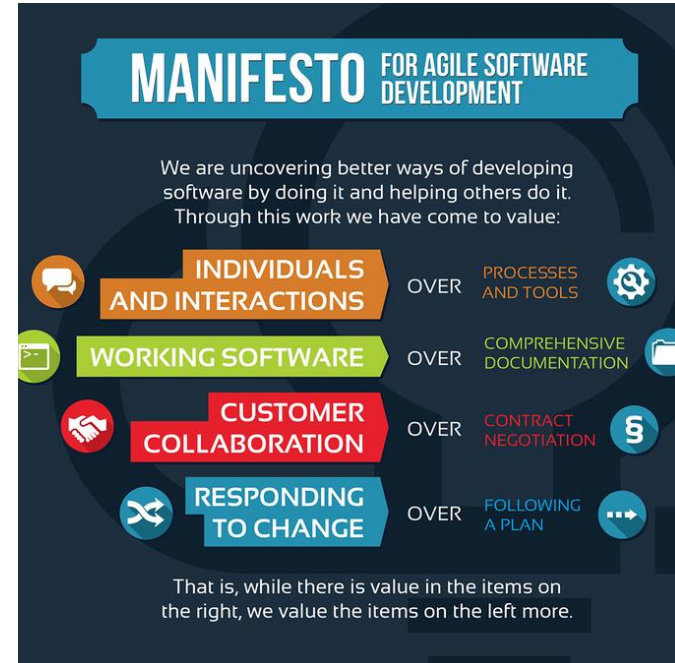 MANIFESTO FOR AGILE SOFTWARE
DEVELOPMENT
We are uncovering better ways of developing
software by doing it and helping others do it.
Through this work we have come to value:
INDIVIDUALS
AND INTERACTIONS
OVER
PROCESSES
AND TOOLS
WORKING SOFTWARE
OVER
COMPREHENSIVE
DOCUMENTATION
CUSTOMER
COLLABORATION
OVER
CONTRACT
NEGOTIATION
§
RESPONDING
TO CHANGE
OVER
FOLLOWING
A PLAN
That is, while there is value in the items on
the right, we value the items on the left more.